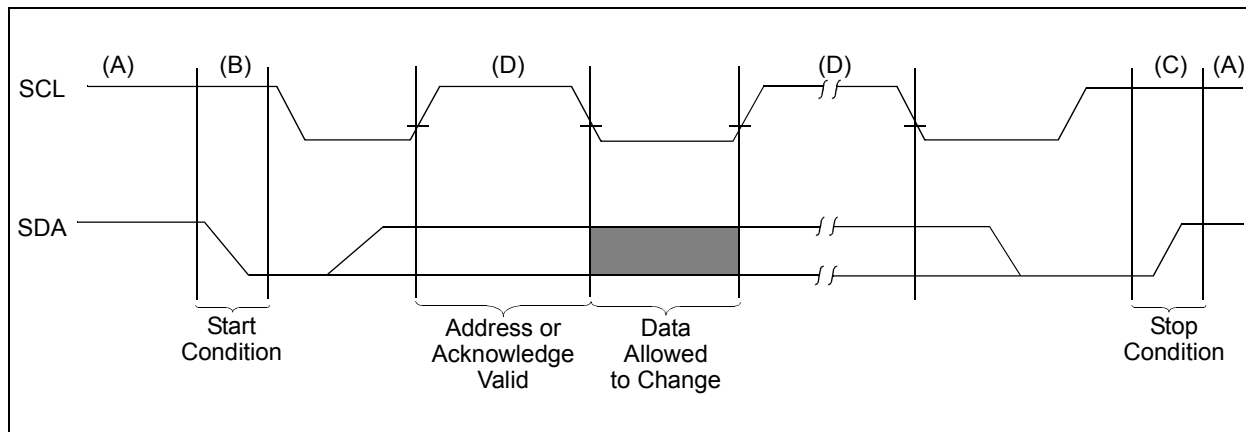 (A)
(B)
(D)
(D)
(C)
(A)
SCL
SDA
Start
Condition
Address or
Acknowledge
Valid
Data
Allowed
to Change
Stop
Condition